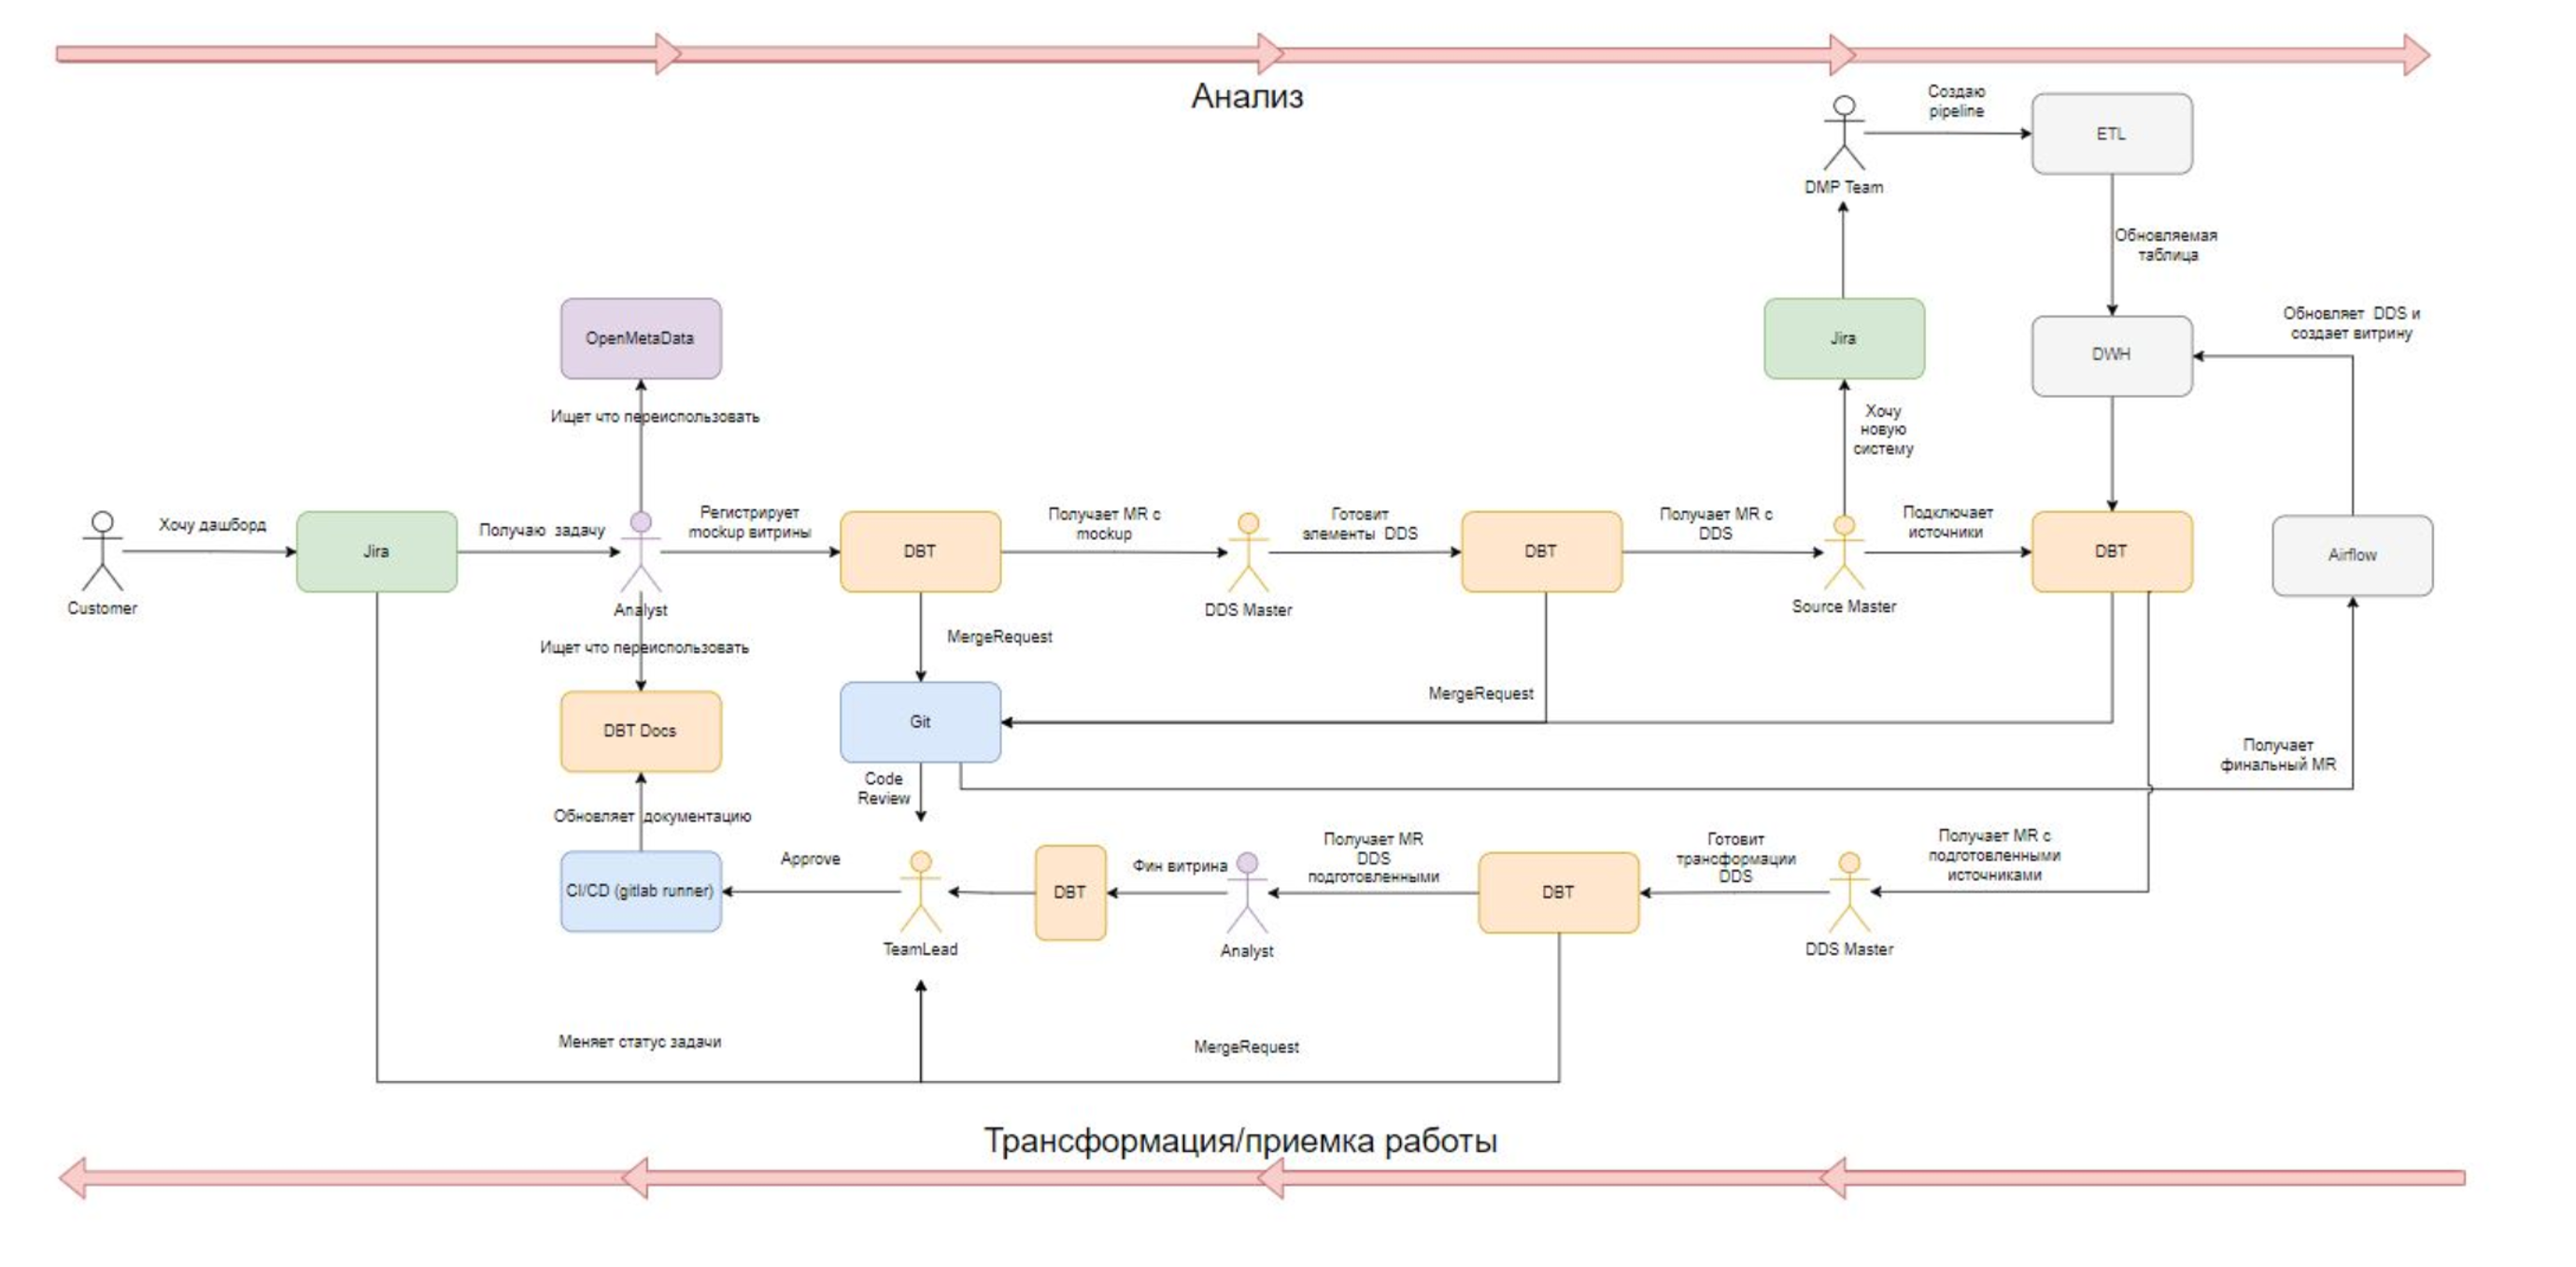 Анализ
Создаю
pipeline
ETL
DMP Team
Обновляемая
таблица
OpenMetaData
Jira
DWH
Обновляет DDS и
создает витрину
Ищет что переиспользовать
Хочу
новую
систему
Customer
Хочу дашборд
Jira
Получаю задачу
Analyst
Регистрирует
mockup витрины
DBT
Получает MR с
mockup
DDS Master
Готовит
элементы DDS
DBT
Получает MR с
DDS
Source Master
Подключает
источники
DBT
Airflow
Ищет что переиспользовать
MergeRequest
DBT Docs
Git
MergeRequest
Получает
финальный MR
Code
Review
Обновляет документацию
CI/CD (gitlab runner)
Approve
TeamLead
DBT
Фин витрина
Analyst
Получает MR
DDS
подготовленными
DBT
Готовит
трансформации
DDS
DDS Master
Получает MR с
подготовленными
источниками
Меняет статус задачи
MergeRequest
Трансформация/приемка работы